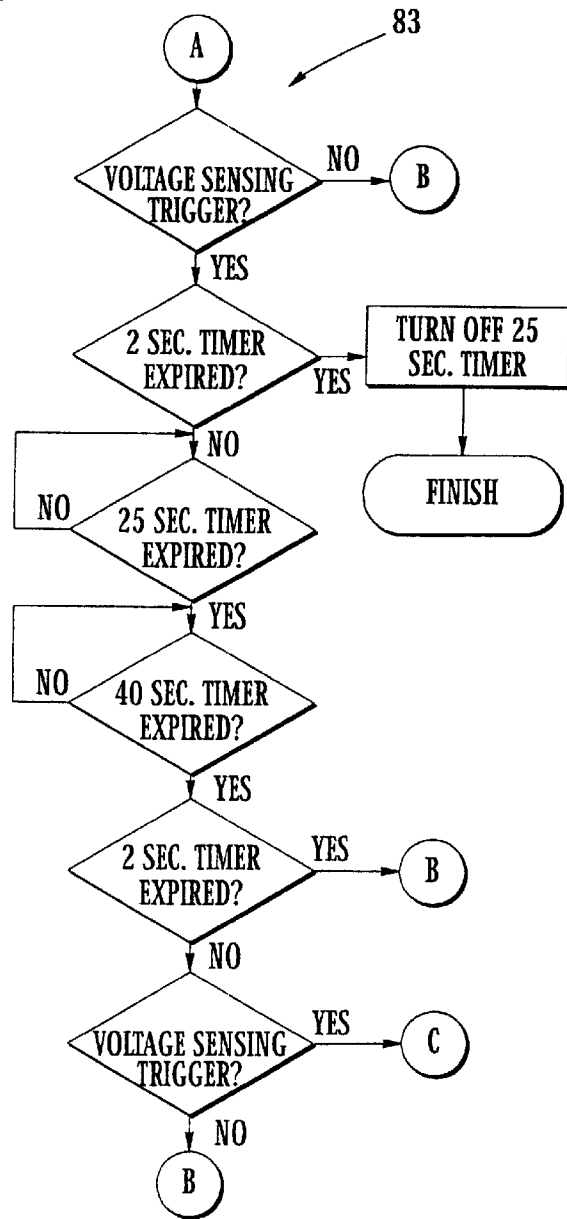 83
A
VOLTAGE SENSING
TRIGGER?
NO
B
YES
2 SEC. TIMER
EXPIRED?
YES
TURN OFF 25
SEC. TIMER
NO
FINISH
NO
25 SEC. TIMER
EXPIRED?
YES
NO
40 SEC. TIMER
EXPIRED?
YES
2 SEC. TIMER
EXPIRED?
YES
B
NO
VOLTAGE SENSING
TRIGGER?
YES
C
NO
B